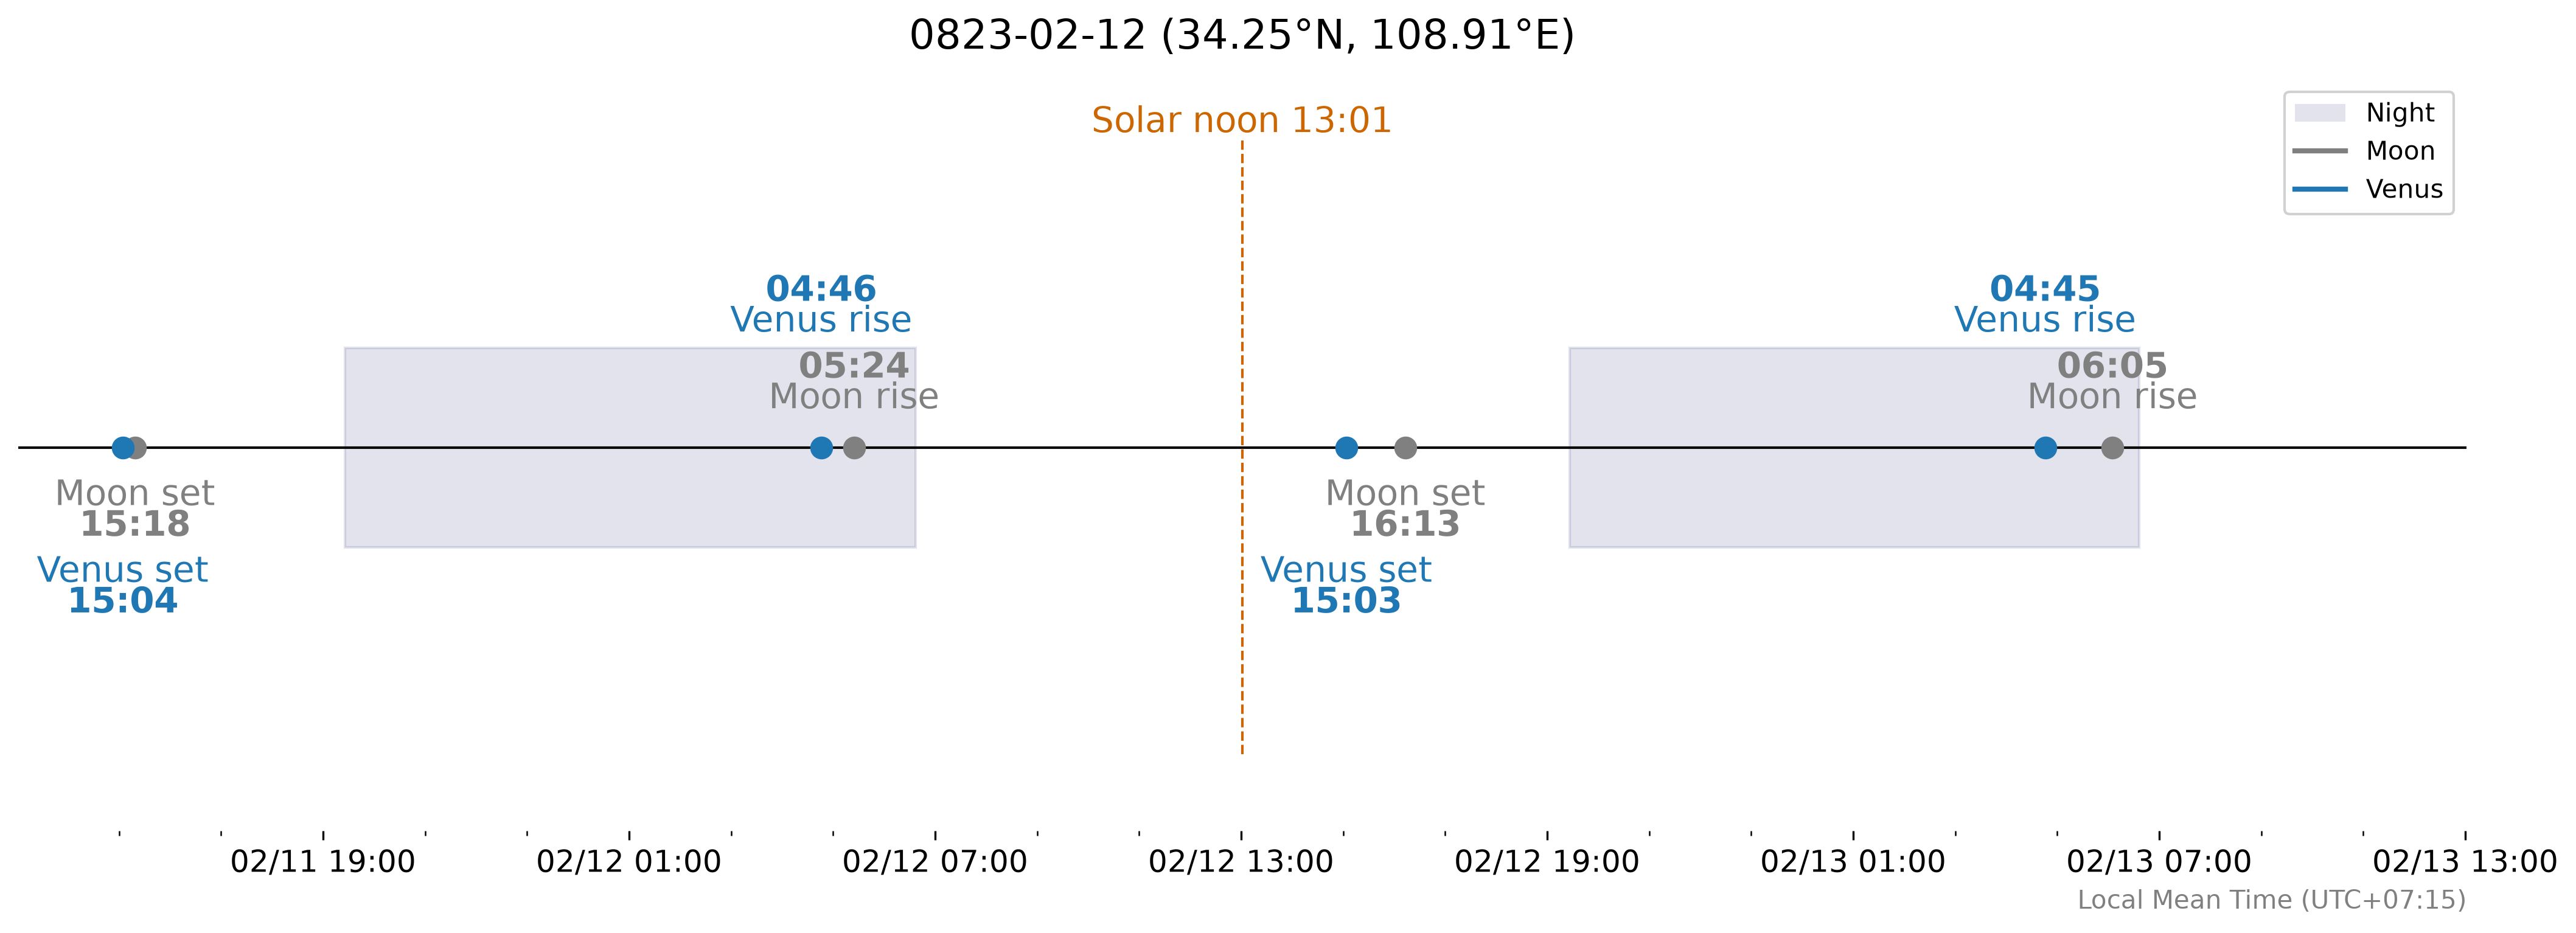 0823-02-12 (34.25°N, 108.91°E)
Solar noon 13:01
Night
Moon
Venus
04:46
Venus rise
05:24
Moon rise
04:45
Venus rise
06:05
Moon rise
Moon set
15:18
Venus set
15:04
Moon set
16:13
Venus set
15:03
02/11 19:00
02/12 01:00
02/12 07:00
02/12 13:00
02/12 19:00
02/13 01:00
02/13 07:00
02/13 13:00
Local Mean Time (UTC+07:15)